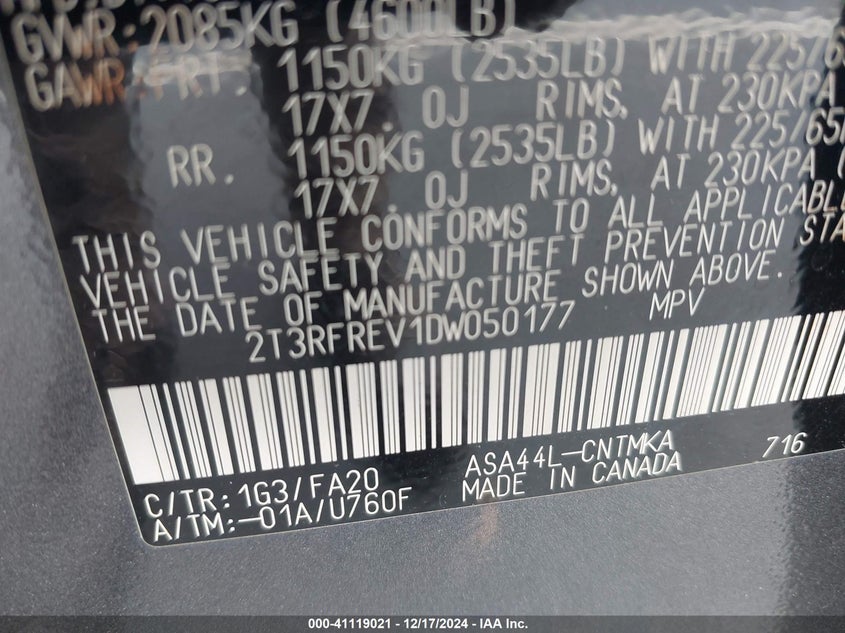 GVWR:2085KG (4600LB)
GAWR:FRT. 1150KG (2535LB) WITH 225/65
17X7.0J RIMS, AT 230KPA
RR. 1150KG (2535LB) WITH 225/65
17X7.0J RIMS, AT 230KPA
THIS VEHICLE CONFORMS TO ALL APPLICABLE
VEHICLE SAFETY AND THEFT PREVENTION STA
THE DATE OF MANUFACTURE SHOWN ABOVE.
2T3RFREV1DW050177 MPV
C/TR:1G3/FA20 ASA44L-CNTMKA 716
A/TM:-01A/U760F MADE IN CANADA
000-41119021 - 12/17/2024 - IAA Inc.